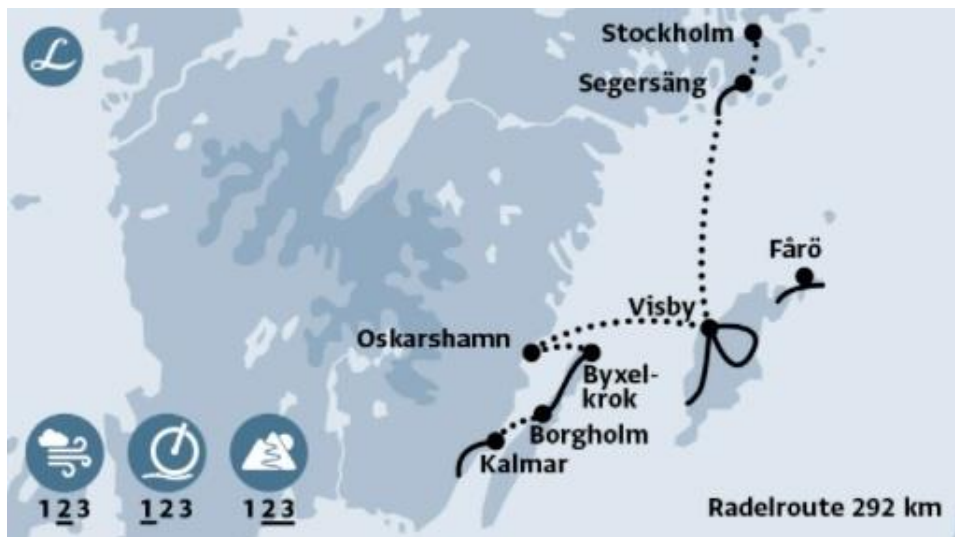 Stockholm
Segersäng
L
Fårö
Visby
Oskarshamn
Byxel-
krok
Borgholm
Kalmar
1 2 3
1 2 3
1 2 3
Radelroute 292 km